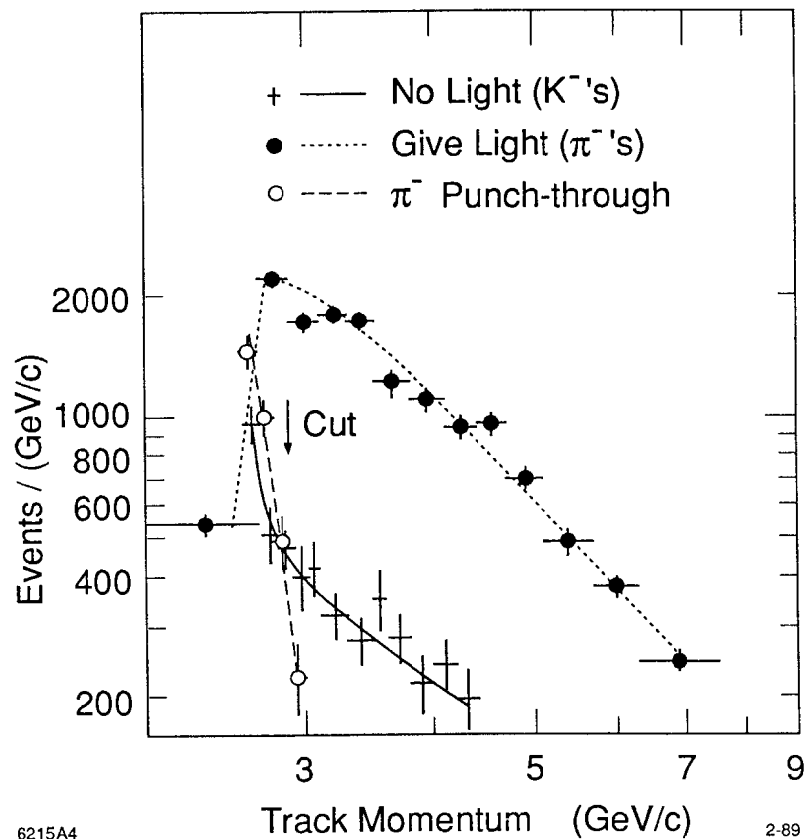 No Light (K⁻'s)
Give Light (π⁻'s)
π⁻ Punch-through
2000
1000
800
600
400
200
Cut
Events / (GeV/c)
3
5
7
9
Track Momentum (GeV/c)
6215A4
2-89